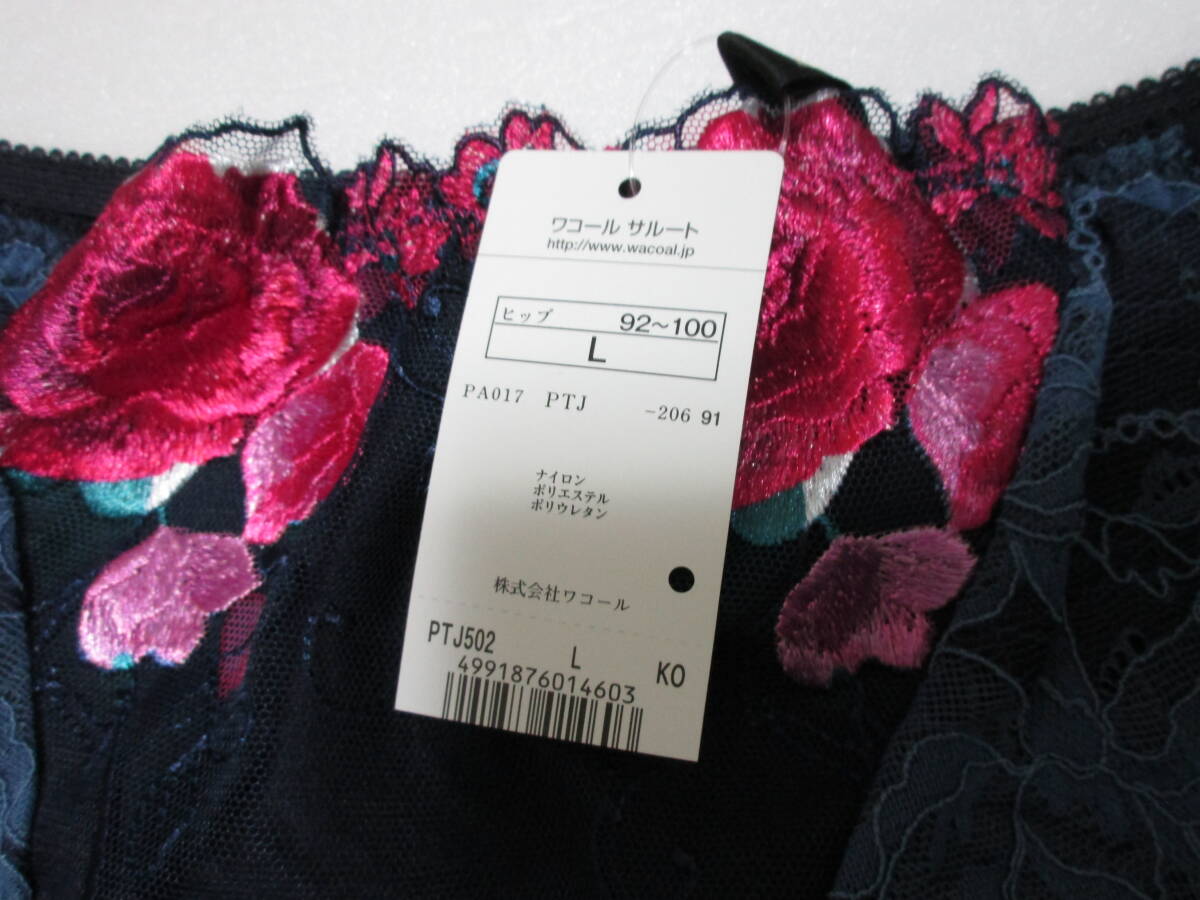 ワコール サルート
http://www.wacoal.jp
ヒップ 92~100
L
PA017 PTJ -206 91
ナイロン
ポリエステル
ポリウレタン
株式会社ワコール
PTJ502 L KO
4991876014603